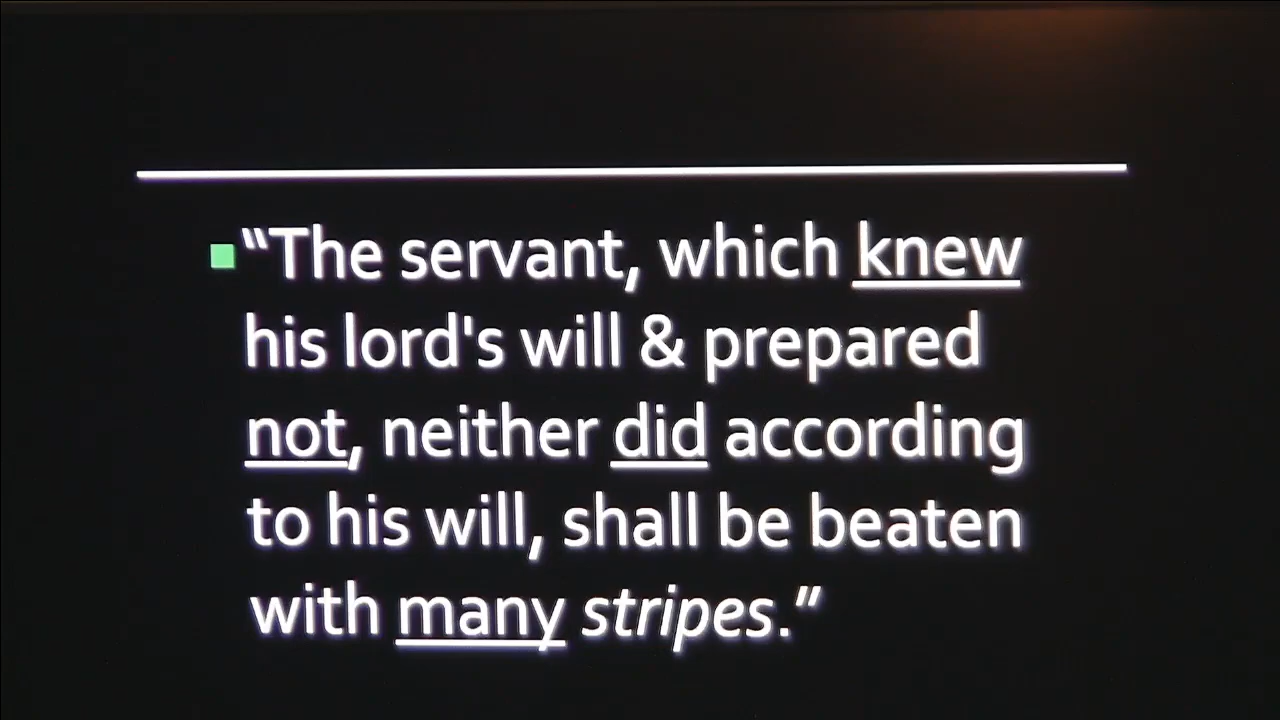 “The servant, which knew
his lord's will & prepared
not, neither did according
to his will, shall be beaten
with many stripes.”